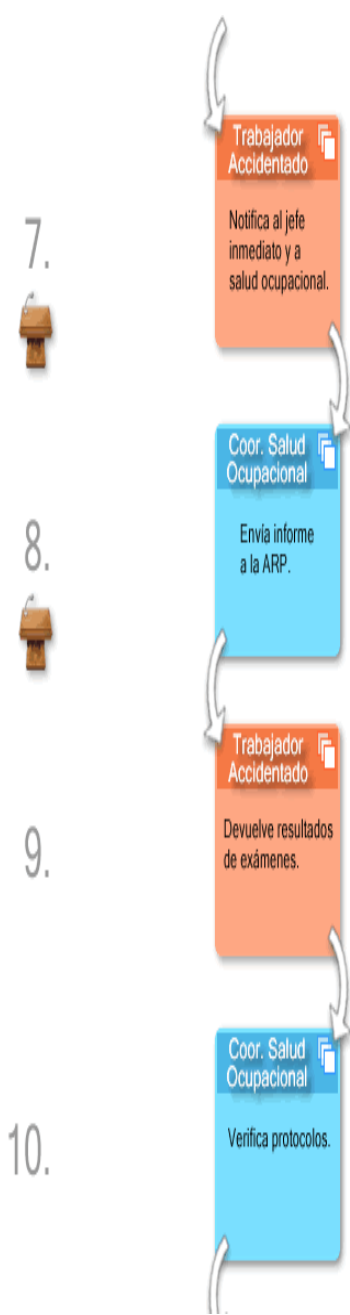 7.
Trabajador
Accidentado
Notifica al jefe
inmediato y a
salud ocupacional.
8.
Coor. Salud
Ocupacional
Envía informe
a la ARP.
9.
Trabajador
Accidentado
Devuelve resultados
de exámenes.
10.
Coor. Salud
Ocupacional
Verifica protocolos.